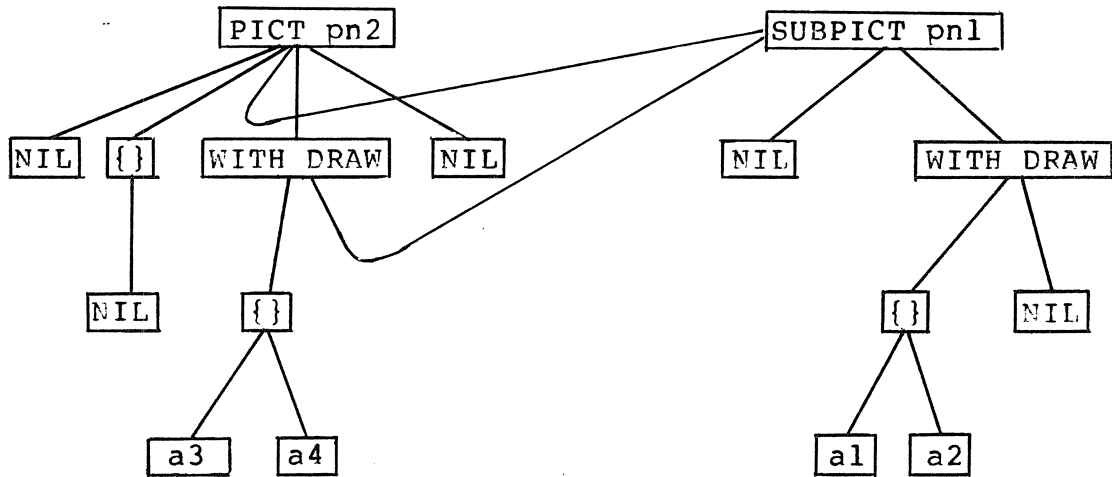 PICT pn2 SUBPICT pn1
NIL {} WITH DRAW NIL NIL WITH DRAW
NIL {} {} NIL
a3 a4 a1 a2